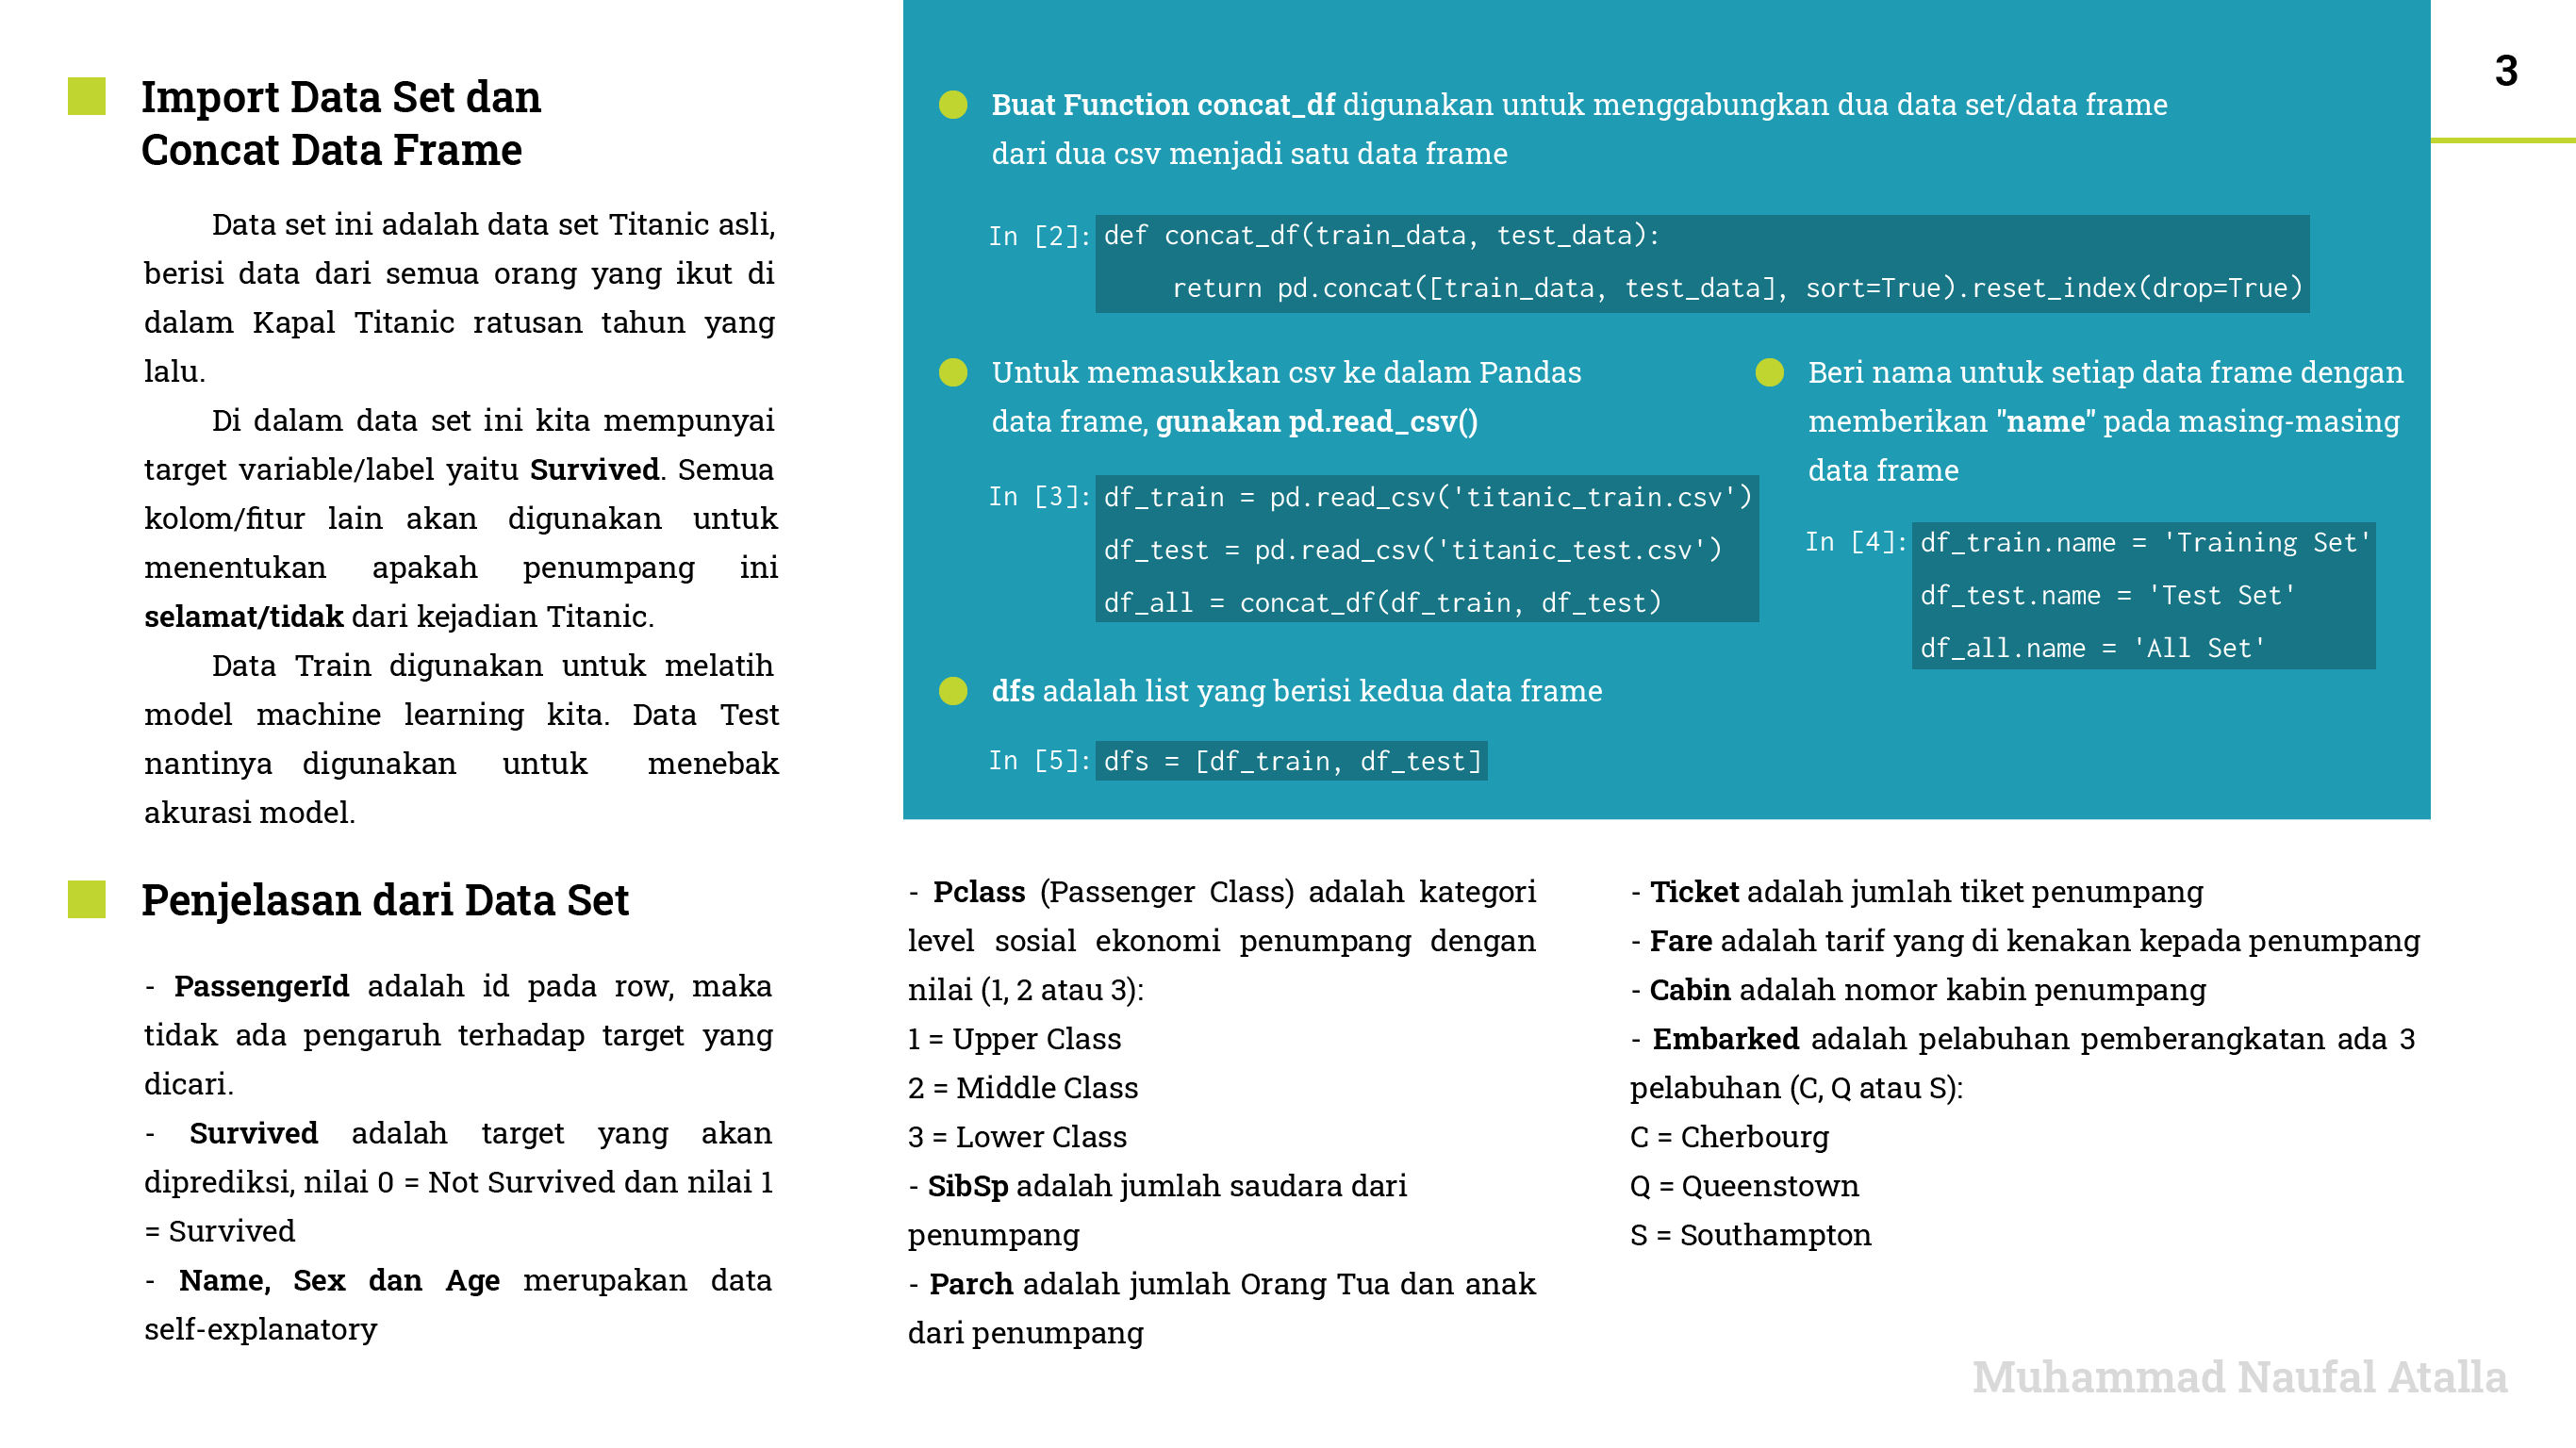 Import Data Set dan
Concat Data Frame
Data set ini adalah data set Titanic asli,
berisi data dari semua orang yang ikut di
dalam Kapal Titanic ratusan tahun yang
lalu.
Di dalam data set ini kita mempunyai
target variable/label yaitu Survived. Semua
kolom/fitur lain akan digunakan untuk
menentukan apakah penumpang ini
selamat/tidak dari kejadian Titanic.
Data Train digunakan untuk melatih
model machine learning kita. Data Test
nantinya digunakan untuk menebak
akurasi model.
3
Buat Function concat_df digunakan untuk menggabungkan dua data set/data frame
dari dua csv menjadi satu data frame
In [2]: def concat_df(train_data, test_data):
return pd.concat([train_data, test_data], sort=True).reset_index(drop=True)
Untuk memasukkan csv ke dalam Pandas
data frame, gunakan pd.read_csv()
In [3]: df_train = pd.read_csv('titanic_train.csv')
df_test = pd.read_csv('titanic_test.csv')
df_all = concat_df(df_train, df_test)
Beri nama untuk setiap data frame dengan
memberikan "name" pada masing-masing
data frame
In [4]: df_train.name = 'Training Set'
df_test.name = 'Test Set'
df_all.name = 'All Set'
dfs adalah list yang berisi kedua data frame
In [5]: dfs = [df_train, df_test]
Penjelasan dari Data Set
- PassengerId adalah id pada row, maka
tidak ada pengaruh terhadap target yang
dicari.
- Survived adalah target yang akan
diprediksi, nilai 0 = Not Survived dan nilai 1
= Survived
- Name, Sex dan Age merupakan data
self-explanatory
- Pclass (Passenger Class) adalah kategori
level sosial ekonomi penumpang dengan
nilai (1, 2 atau 3):
1 = Upper Class
2 = Middle Class
3 = Lower Class
- SibSp adalah jumlah saudara dari
penumpang
- Parch adalah jumlah Orang Tua dan anak
dari penumpang
- Ticket adalah jumlah tiket penumpang
- Fare adalah tarif yang di kenakan kepada penumpang
- Cabin adalah nomor kabin penumpang
- Embarked adalah pelabuhan pemberangkatan ada 3
pelabuhan (C, Q atau S):
C = Cherbourg
Q = Queenstown
S = Southampton
Muhammad Naufal Atalla